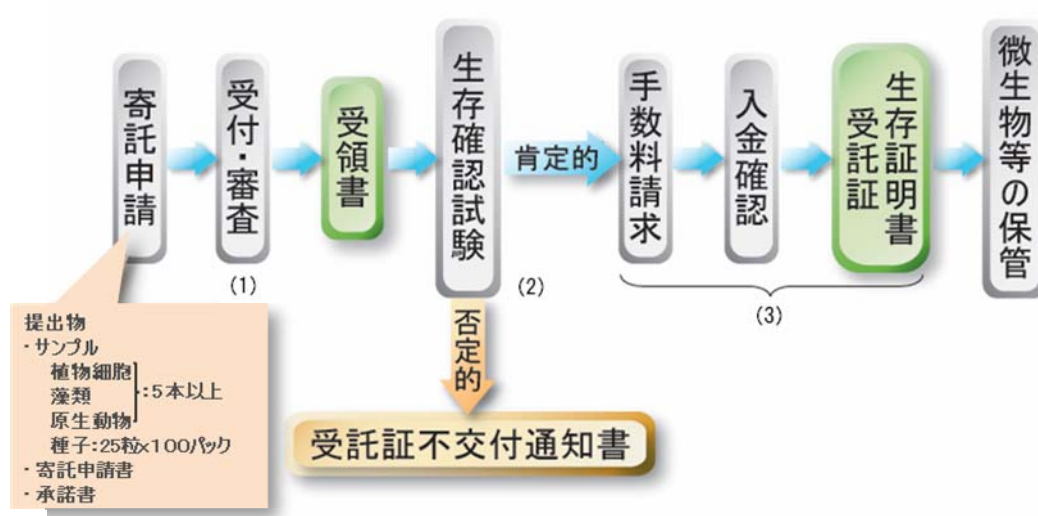 寄託申請
受付・審査
(1)
受領書
生存確認試験
(2)
肯定的
手数料請求
入金確認
生存証明書
受託証
(3)
微生物等の保管
否定的
受託証不交付通知書
提出物
・サンプル
植物細胞
藻類
原生動物
:5本以上
種子:25粒x100パック
・寄託申請書
・承諾書